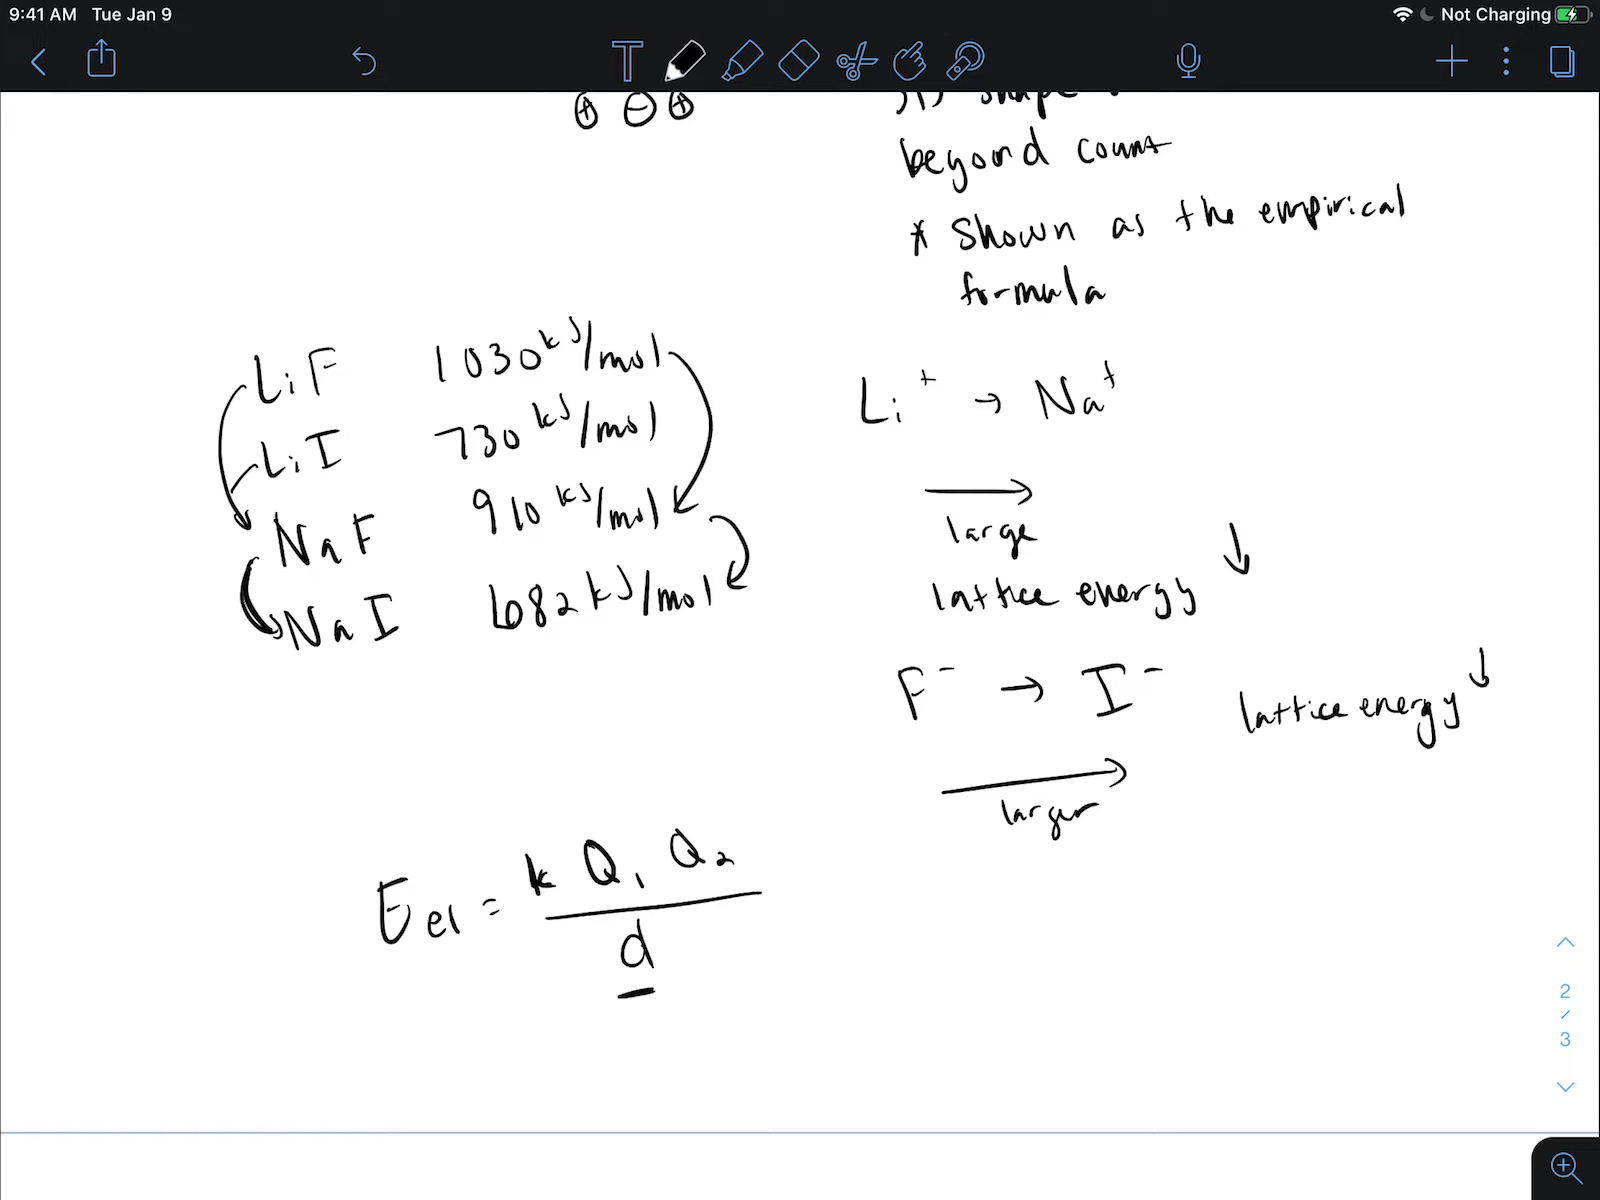 9:41 AM Tue Jan 9
Not Charging
T
shape
beyond count
* Shown as the empirical
formula
LiF 1030 kJ/mol
LiI 730 kJ/mol
NaF 910 kJ/mol
NaI 682 kJ/mol
Li⁺ → Na⁺
large
lattice energy ↓
F⁻ → I⁻ lattice energy ↓
larger
E el = k Q₁ Q₂
d
2
/
3